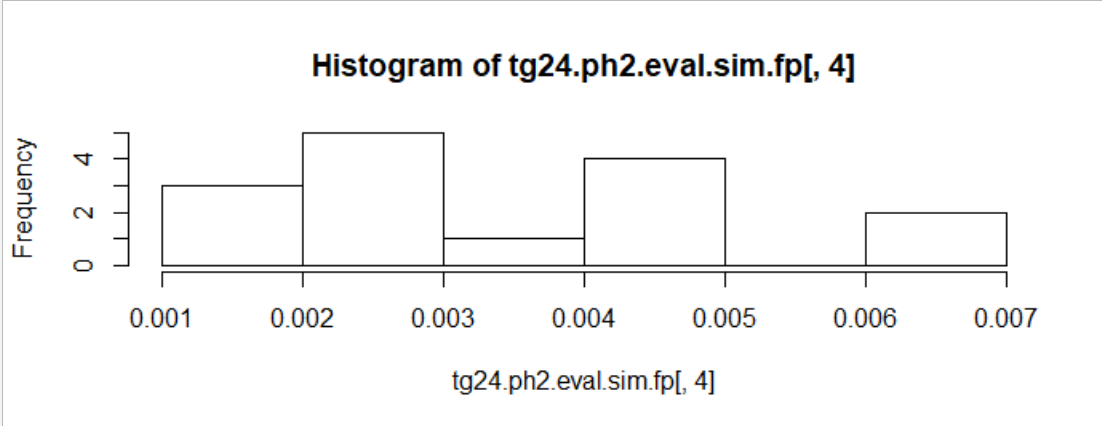 Histogram of tg24.ph2.eval.sim.fp[, 4]
Frequency
4
2
0
0.001 0.002 0.003 0.004 0.005 0.006 0.007
tg24.ph2.eval.sim.fp[, 4]